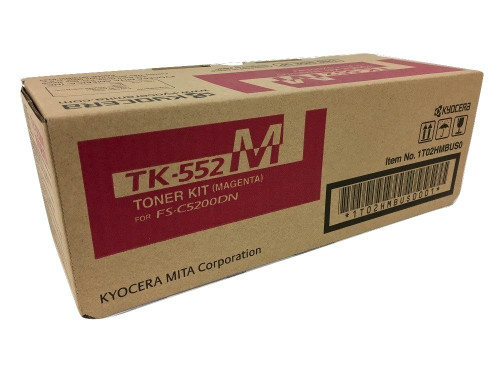 TK-552 M
TONER KIT (MAGENTA)
FOR FS-C5200DN
KYOCERA MITA Corporation
KYOCERA
Item No. 1T02HMBUS0
*1T02HMBUS0001*
KYOCERA